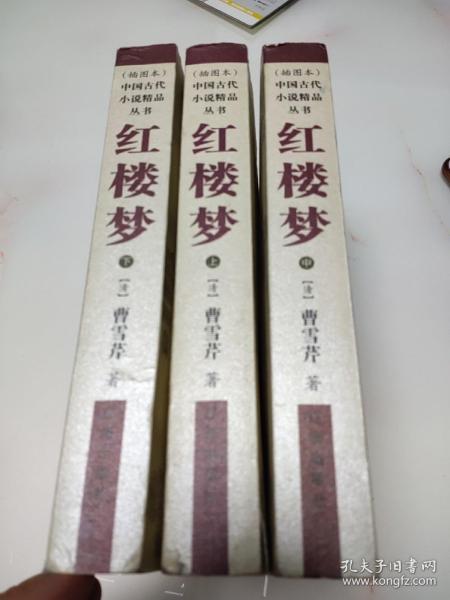 （插图本）
中国古代
小说精品
丛书
红楼梦
下
【清】
曹雪芹
著
（插图本）
中国古代
小说精品
丛书
红楼梦
上
【清】
曹雪芹
著
（插图本）
中国古代
小说精品
丛书
红楼梦
中
【清】
曹雪芹
著
孔夫子旧书网
www.kongfz.com